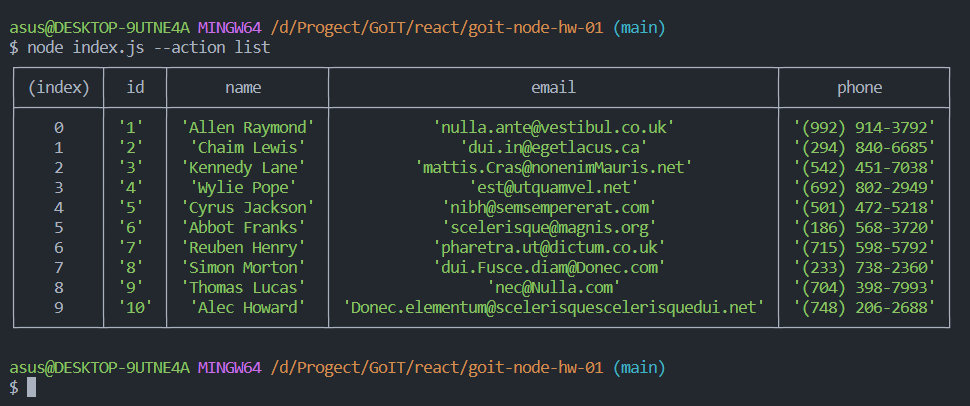 asus@DESKTOP-9UTNE4A MINGW64 /d/Progect/GoIT/react/goit-node-hw-01 (main)
$ node index.js --action list
(index) id name email phone
0 '1' 'Allen Raymond' 'nulla.ante@vestibul.co.uk' '(992) 914-3792'
1 '2' 'Chaim Lewis' 'dui.in@egetlacus.ca' '(294) 840-6685'
2 '3' 'Kennedy Lane' 'mattis.Cras@nonenimMauris.net' '(542) 451-7038'
3 '4' 'Wylie Pope' 'est@utquamvel.net' '(692) 802-2949'
4 '5' 'Cyrus Jackson' 'nibh@semsempererat.com' '(501) 472-5218'
5 '6' 'Abbot Franks' 'scelerisque@magnis.org' '(186) 568-3720'
6 '7' 'Reuben Henry' 'pharetra.ut@dictum.co.uk' '(715) 598-5792'
7 '8' 'Simon Morton' 'dui.Fusce.diam@Donec.com' '(233) 738-2360'
8 '9' 'Thomas Lucas' 'nec@Nulla.com' '(704) 398-7993'
9 '10' 'Alec Howard' 'Donec.elementum@scelerisquescelerisquedui.net' '(748) 206-2688'
asus@DESKTOP-9UTNE4A MINGW64 /d/Progect/GoIT/react/goit-node-hw-01 (main)
$